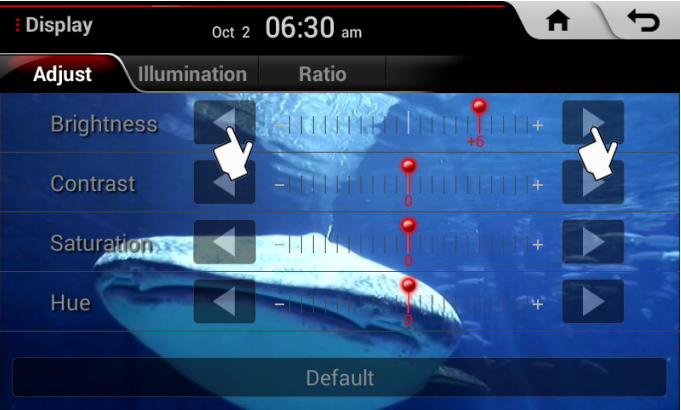 Display
Oct 2 06:30 am
Adjust Illumination Ratio
Brightness - + +6
Contrast - + 0
Saturation - + 0
Hue - + 0
Default